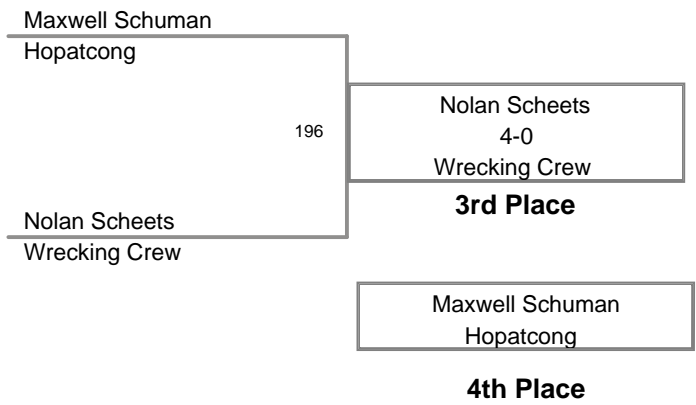 Maxwell Schuman
Hopatcong
196
Nolan Scheets
4-0
Wrecking Crew
3rd Place
Nolan Scheets
Wrecking Crew
Maxwell Schuman
Hopatcong
4th Place